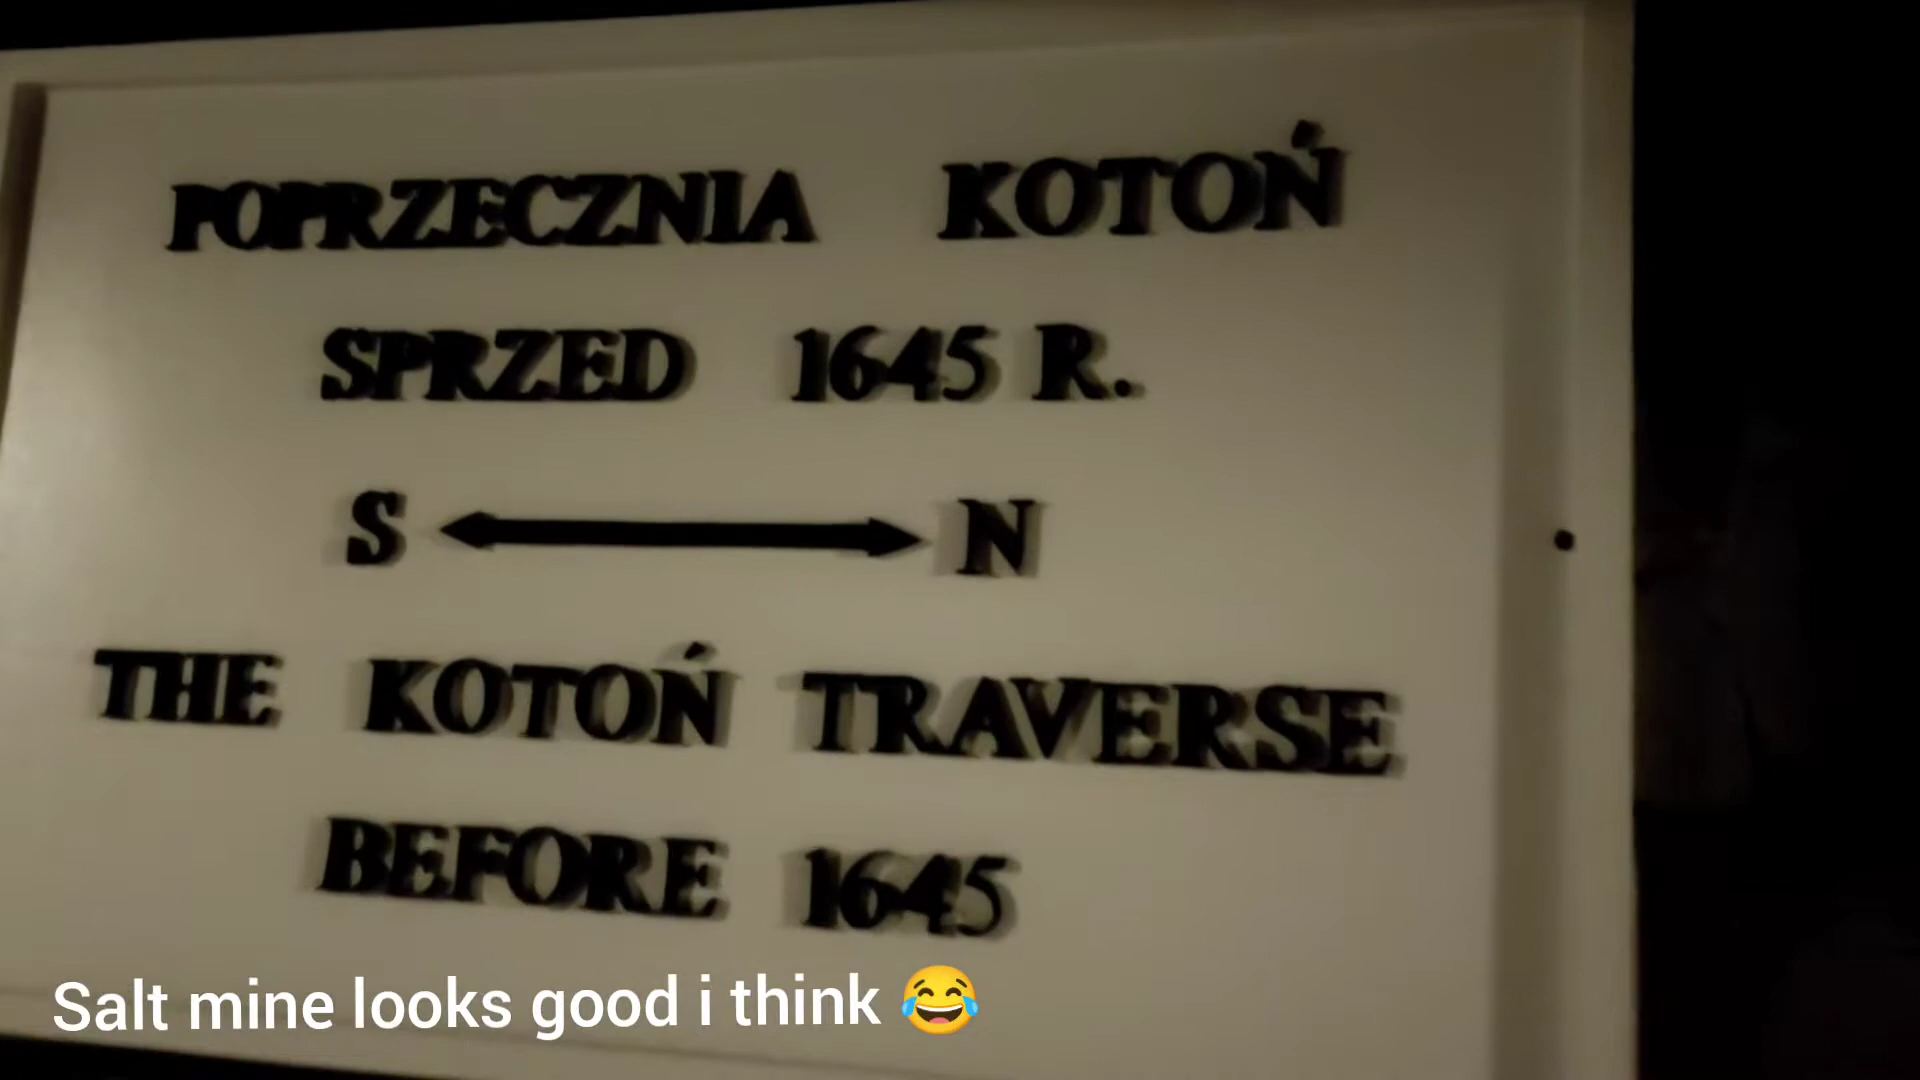 POPRZECZNIA KOTOŃ
SPRZED 1645 R.
S N
THE KOTOŃ TRAVERSE
BEFORE 1645
Salt mine looks good i think 😂